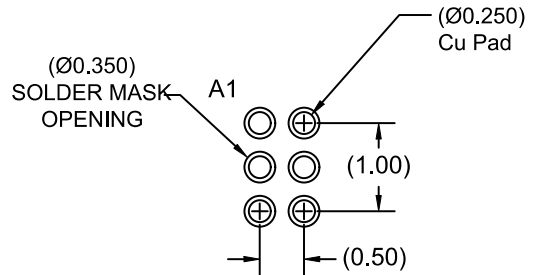 (Ø0.250)
Cu Pad
(Ø0.350)
SOLDER MASK
OPENING
A1
(1.00)
(0.50)